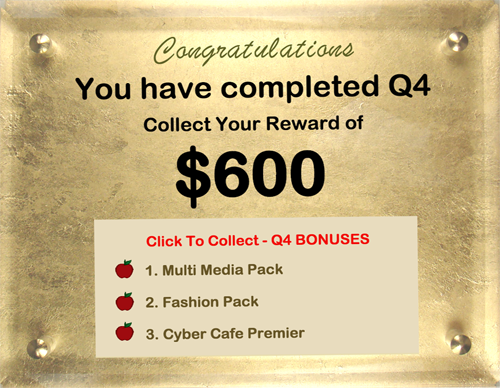 Congratulations
You have completed Q4
Collect Your Reward of
$600
Click To Collect - Q4 BONUSES
1. Multi Media Pack
2. Fashion Pack
3. Cyber Cafe Premier